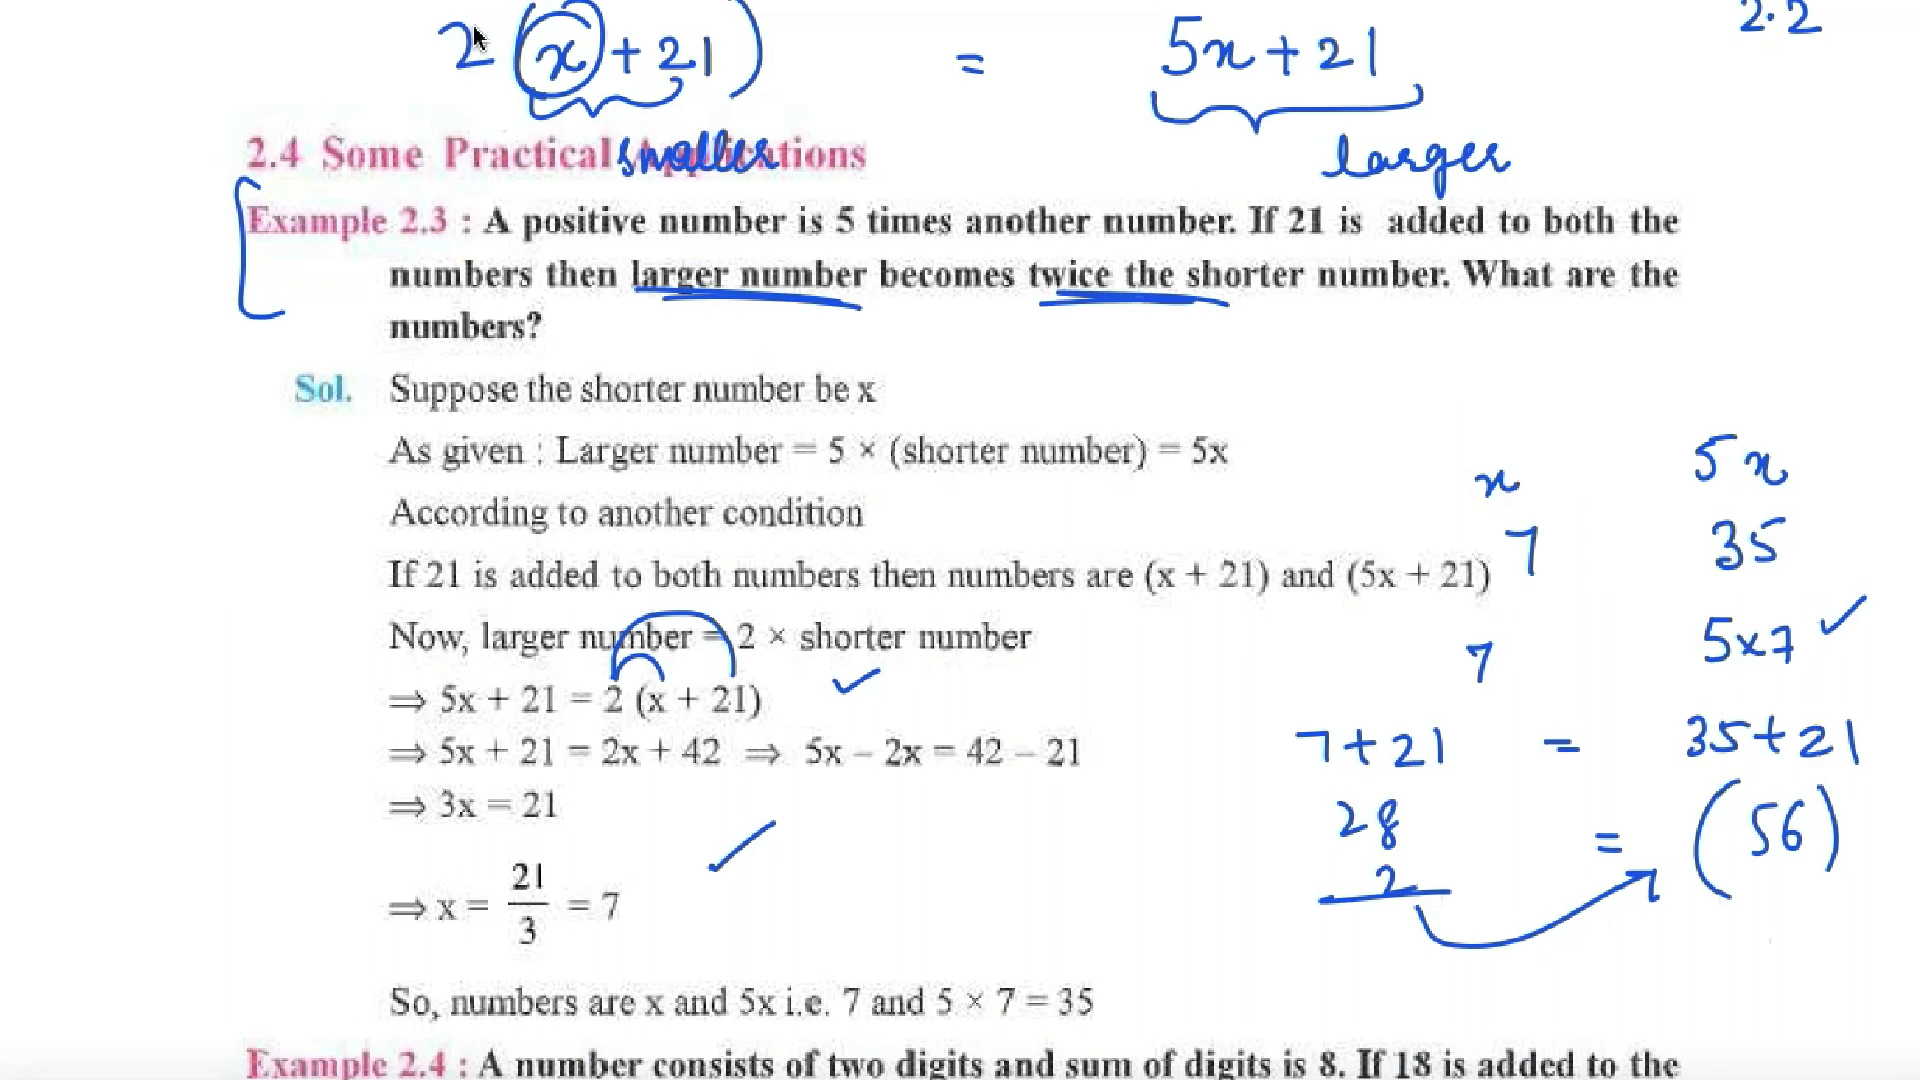 2.2
2 (x + 21) = 5x + 21
smaller larger
2.4 Some Practical Applications
Example 2.3 : A positive number is 5 times another number. If 21 is added to both the
numbers then larger number becomes twice the shorter number. What are the
numbers?
Sol. Suppose the shorter number be x
As given : Larger number = 5 × (shorter number) = 5x
x 5x
According to another condition
7 35
If 21 is added to both numbers then numbers are (x + 21) and (5x + 21)
Now, larger number = 2 × shorter number
7 5x7 ✓
⇒ 5x + 21 = 2 (x + 21) ✓
⇒ 5x + 21 = 2x + 42 ⇒ 5x – 2x = 42 – 21
7+21 = 35+21
⇒ 3x = 21
28 = (56)
2
⇒ x = 21/3 = 7 ✓
So, numbers are x and 5x i.e. 7 and 5 × 7 = 35
Example 2.4 : A number consists of two digits and sum of digits is 8. If 18 is added to the